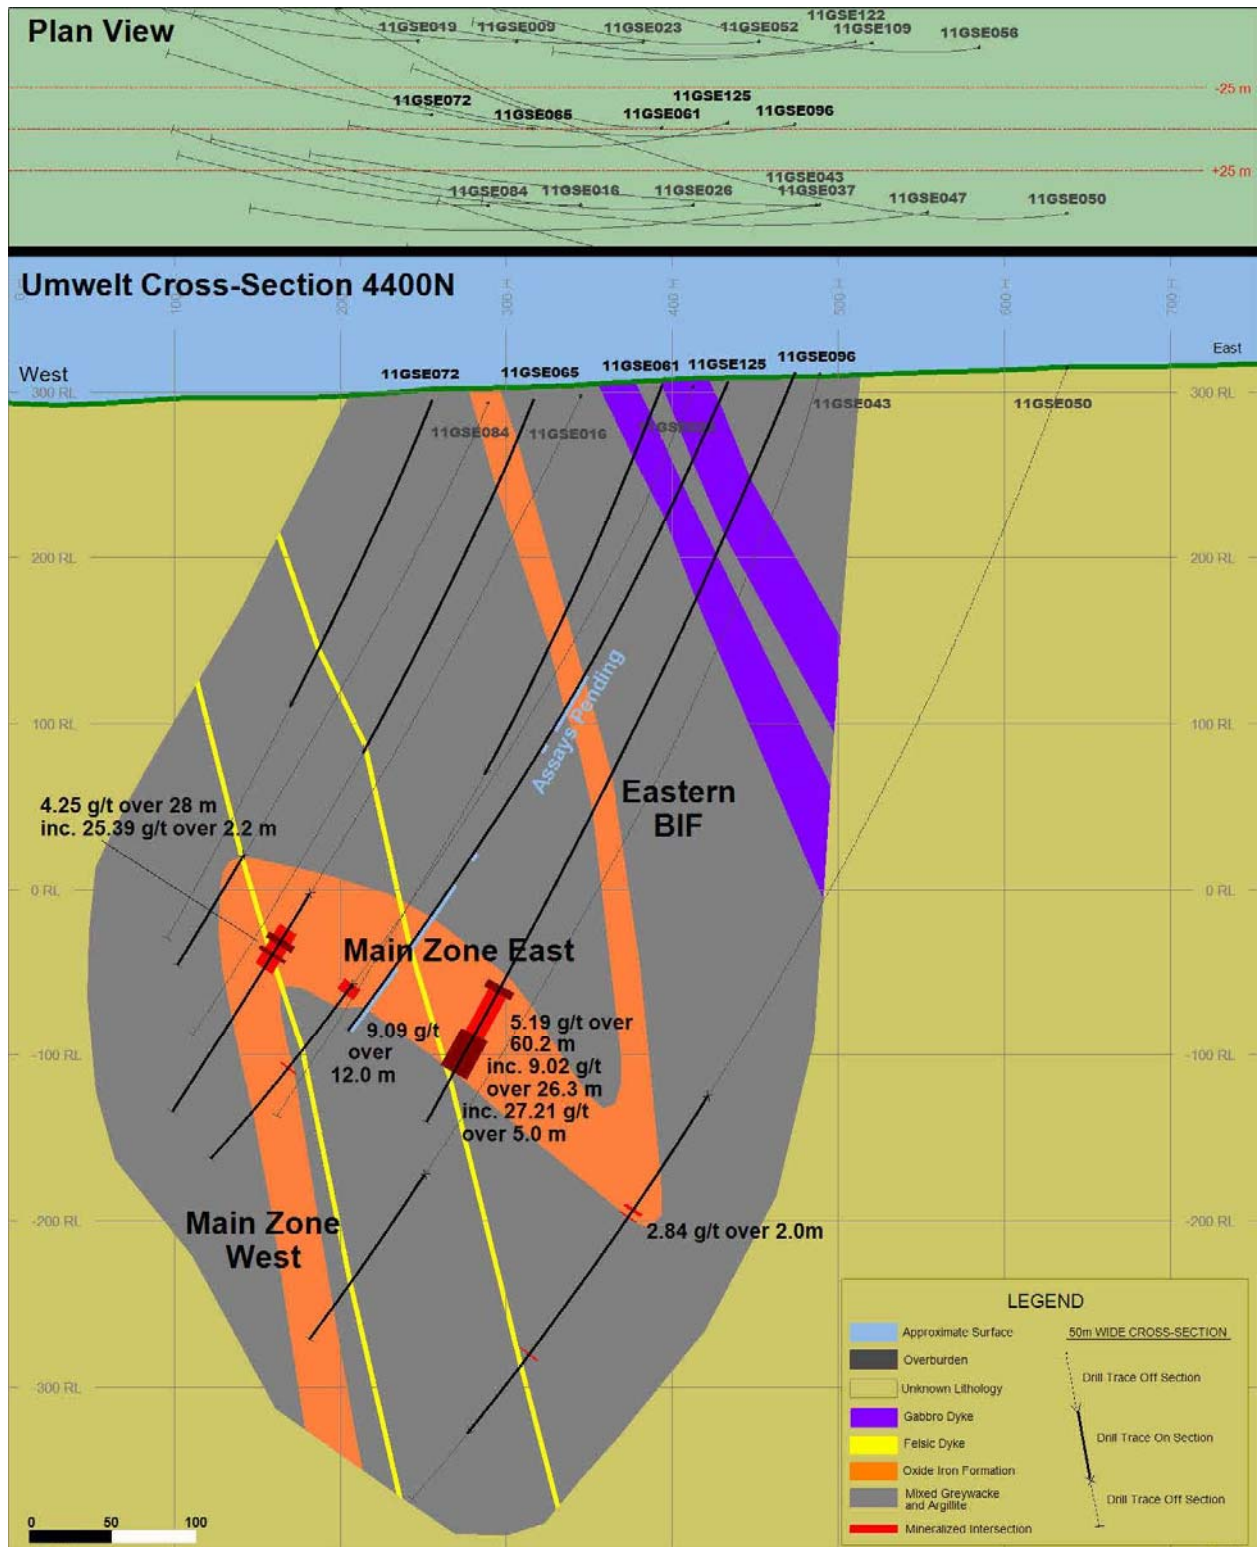 Plan View
11GSE122
11GSE019
11GSE009
11GSE023
11GSE052
11GSE109
11GSE056
-25 m
11GSE072
11GSE125
11GSE065
11GSE061
11GSE096
+25 m
11GSE043
11GSE084
11GSE016
11GSE026
11GSE037
11GSE047
11GSE050
Umwelt Cross-Section 4400N
100
200
300 H
400 H
500 H
600 H
700 H
West
East
11GSE072
11GSE065
11GSE061
11GSE125
11GSE096
300 RL
300 RL
11GSE084
11GSE016
11GSE043
11GSE050
200 RL
200 RL
Assays Pending
100 RL
100 RL
Eastern
BIF
4.25 g/t over 28 m
inc. 25.39 g/t over 2.2 m
0 RL
0 RL
Main Zone East
9.09 g/t
over
12.0 m
5.19 g/t over
60.2 m
inc. 9.02 g/t
over 26.3 m
inc. 27.21 g/t
over 5.0 m
-100 RL
-100 RL
Main Zone
West
-200 RL
-200 RL
2.84 g/t over 2.0m
-300 RL
LEGEND
Approximate Surface
50m WIDE CROSS-SECTION
Overburden
Drill Trace Off Section
Unknown Lithology
Gabbro Dyke
Drill Trace On Section
Felsic Dyke
Oxide Iron Formation
Mixed Greywacke
and Argillite
Drill Trace Off Section
Mineralized Intersection
0 50 100